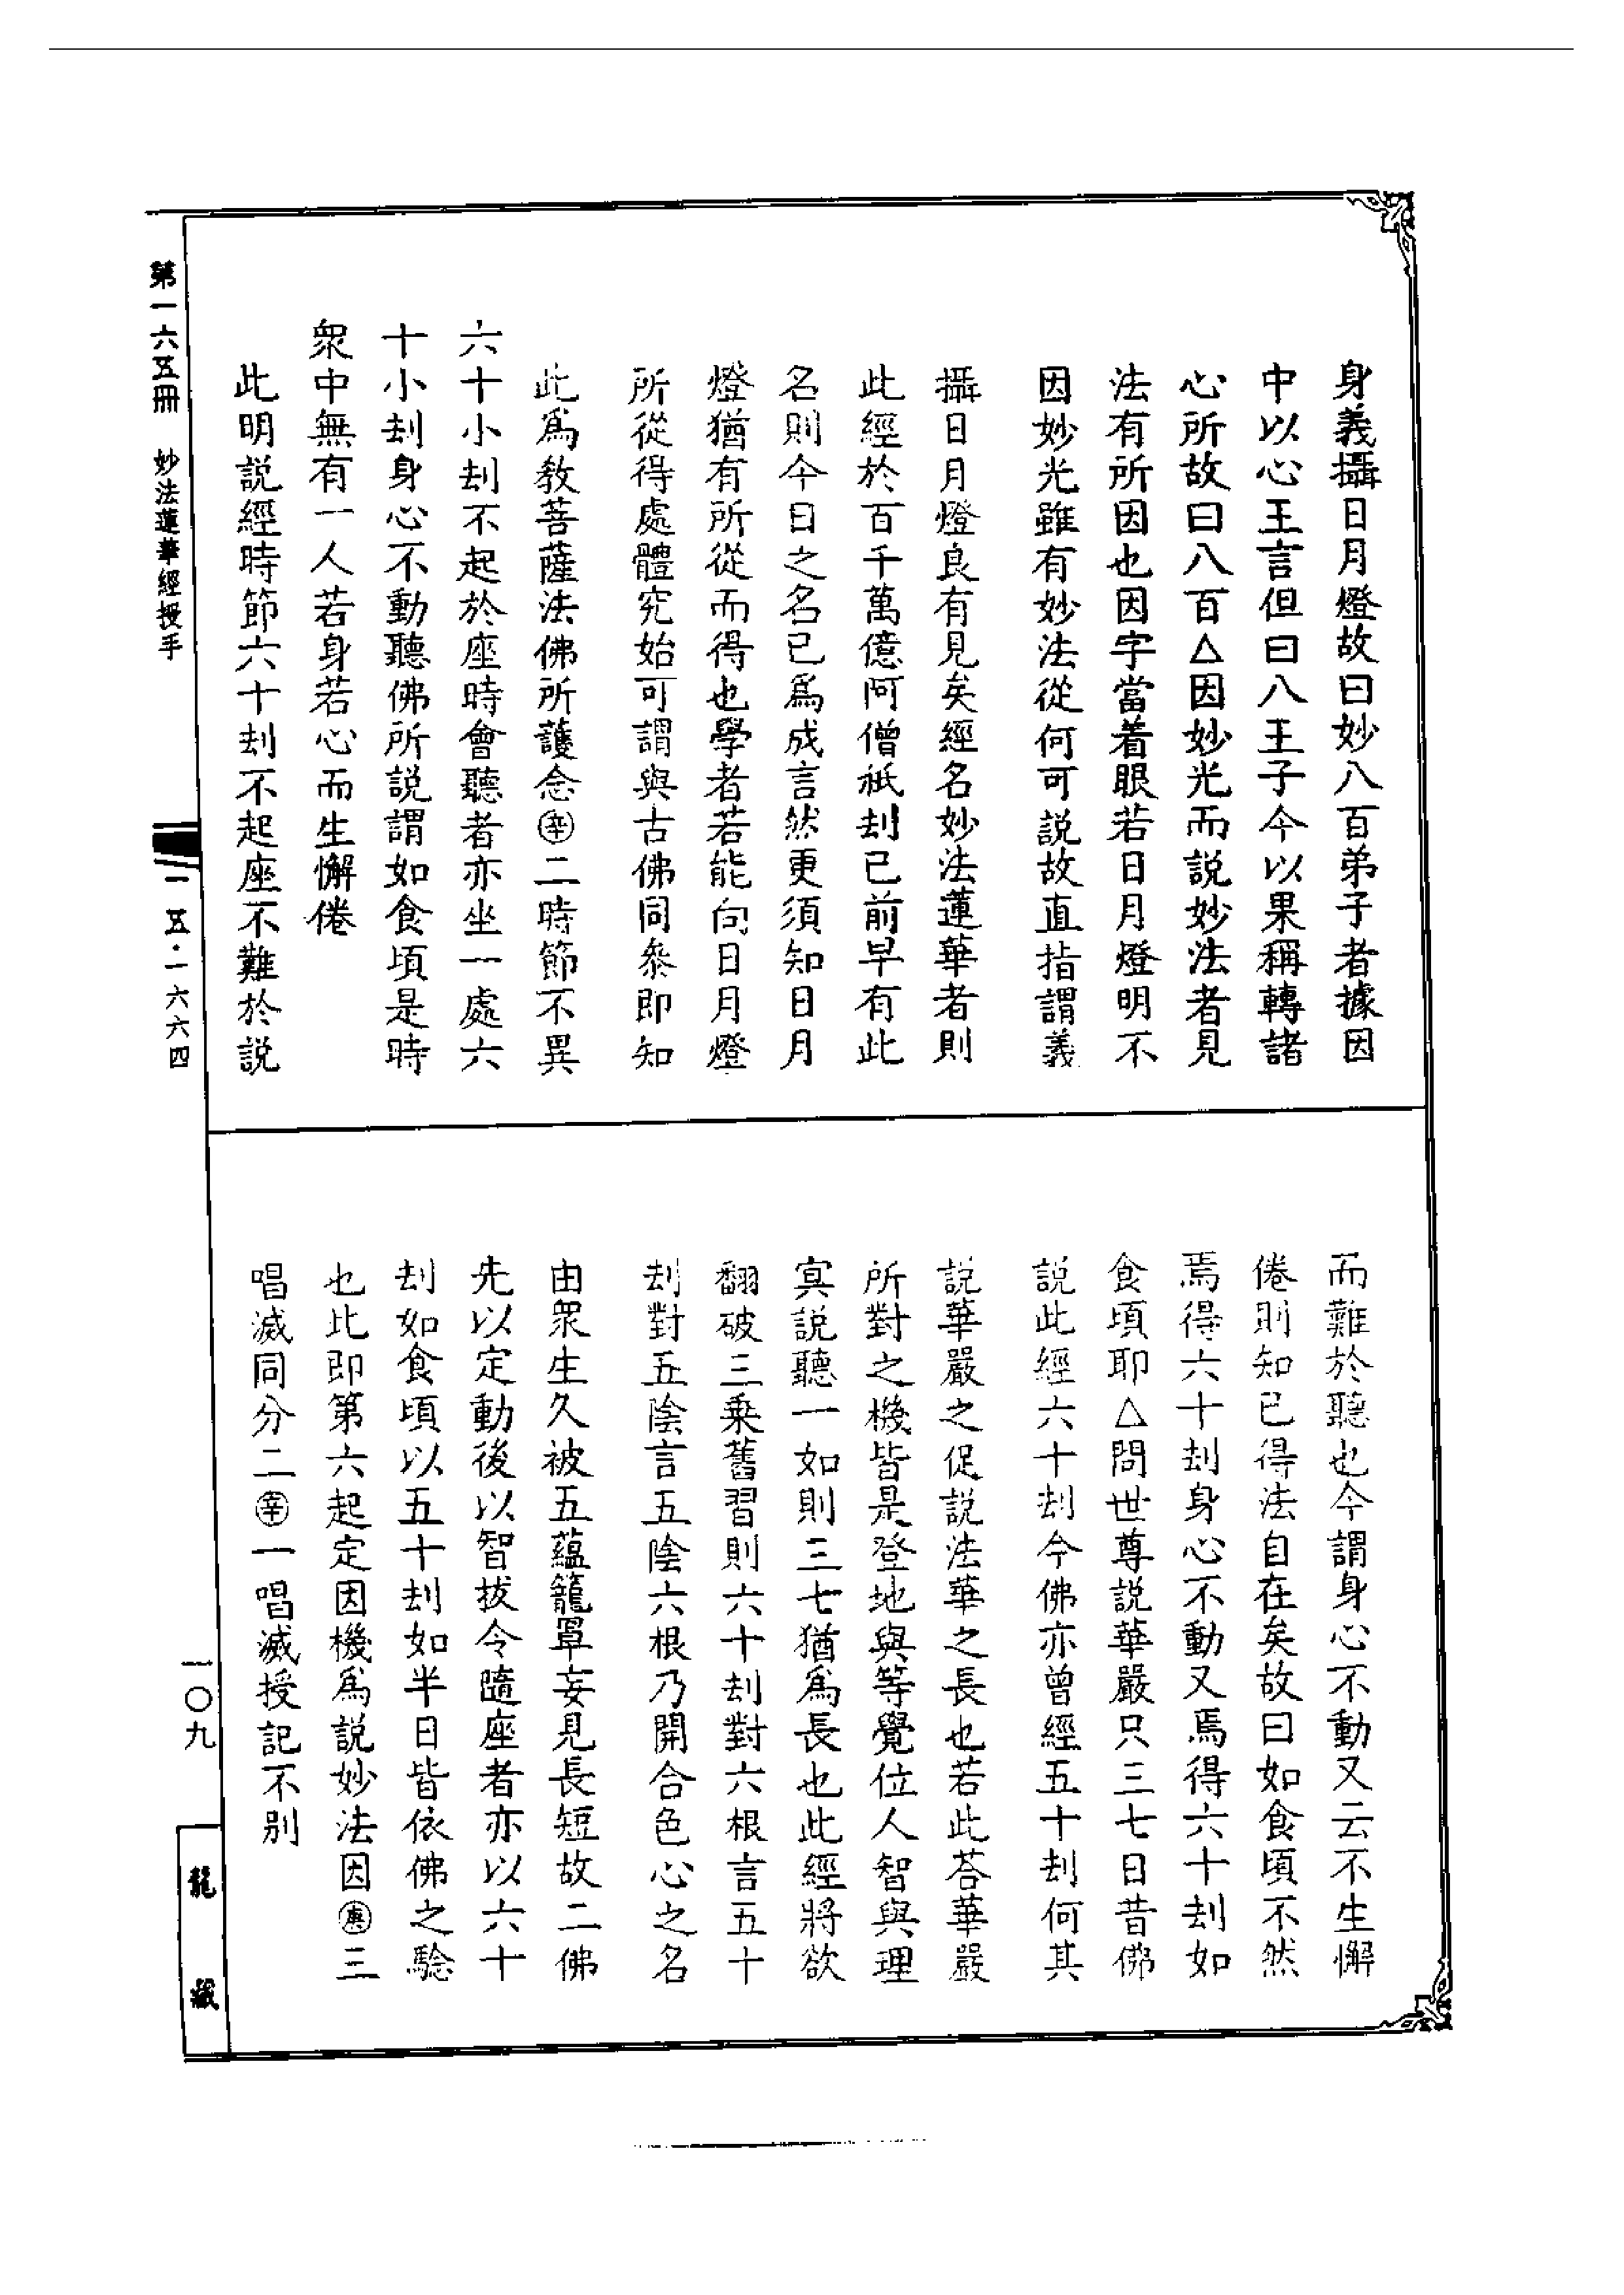 身義攝日月燈故曰妙八百弟子者據因
中以心王言但曰八王子今以果稱轉諸
心所故曰八百△因妙光而説妙法者見
法有所因也因字當着眼若日月燈明不
因妙光雖有妙法從何可説故直指謂義
攝日月燈良有見矣經名妙法蓮華者則
此經於百千萬億阿僧祇刦已前早有此
名則今日之名已爲成言然更須知日月
燈猶有所從而得也學者若能向日月燈
所從得處體究始可謂與古佛同叅即知
此爲教菩薩法佛所護念㊛二時節不異
六十小刦不起於座時會聽者亦坐一處六
十小刦身心不動聽佛所説謂如食頃是時
衆中無有一人若身若心而生懈倦
此明説經時節六十刦不起座不難於説
而難於聽也今謂身心不動又云不生懈
倦則知已得法自在矣故曰如食頃不然
焉得六十刦身心不動又焉得六十刦如
食頃耶△問世尊説華嚴只三七日昔佛
説此經六十刦今佛亦曾經五十刦何其
説華嚴之促説法華之長也若此荅華嚴
所對之機皆是登地與等覺位人智與理
冥説聽一如則三七猶爲長也此經將欲
翻破三乗舊習則六十刦對六根言五十
刦對五陰言五陰六根乃開合色心之名
由衆生久被五蘊籠罩妄見長短故二佛
先以定動後以智拔令隨座者亦以六十
刦如食頃以五十刦如半日皆依佛之驗
也此即第六起定因機爲説妙法因庚三
唱滅同分二辛一唱滅授記不别
第一六五冊 妙法蓮華經授手
一五·一六六四
一〇九
龍藏